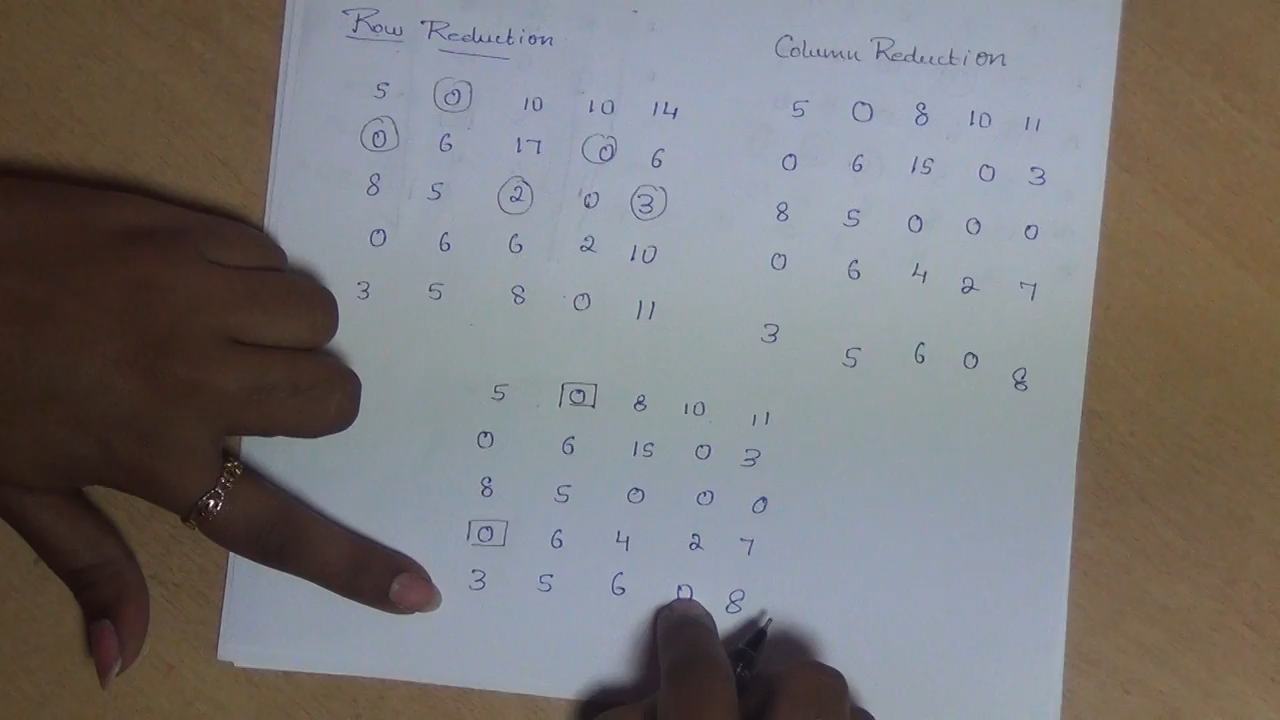 Row Reduction
5 0 10 10 14
0 6 17 0 6
8 5 2 0 3
0 6 6 2 10
3 5 8 0 11
Column Reduction
5 0 8 10 11
0 6 15 0 3
8 5 0 0 0
0 6 4 2 7
3 5 6 0 8
5 0 8 10 11
0 6 15 0 3
8 5 0 0 0
0 6 4 2 7
3 5 6 0 8